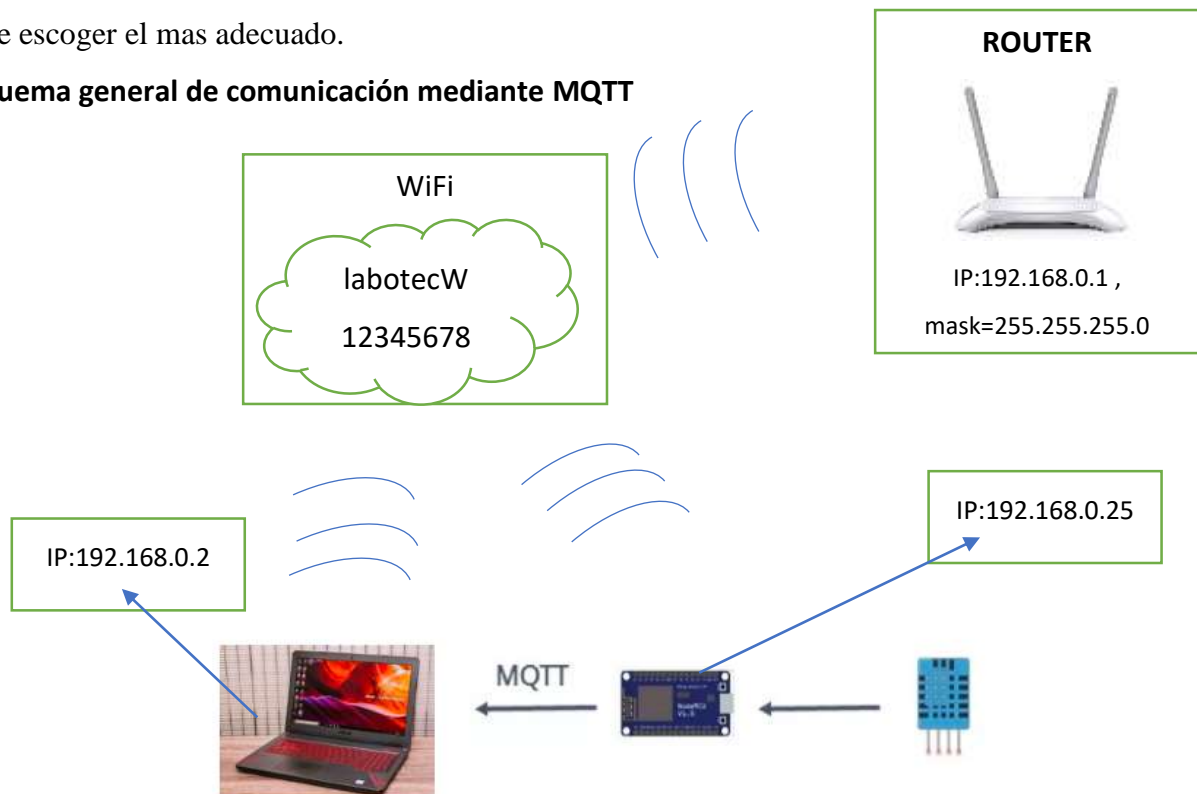 e escoger el mas adecuado.
uema general de comunicación mediante MQTT
ROUTER
IP:192.168.0.1 ,
mask=255.255.255.0
WiFi
labotecW
12345678
IP:192.168.0.2
IP:192.168.0.25
MQTT
NodeMCU